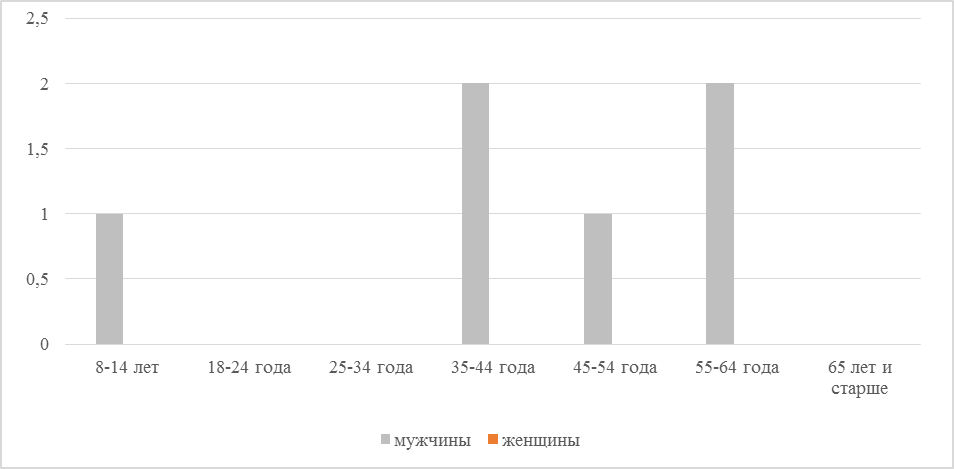 2,5
2
1,5
1
0,5
0
8-14 лет 18-24 года 25-34 года 35-44 года 45-54 года 55-64 года 65 лет и
старше
мужчины женщины